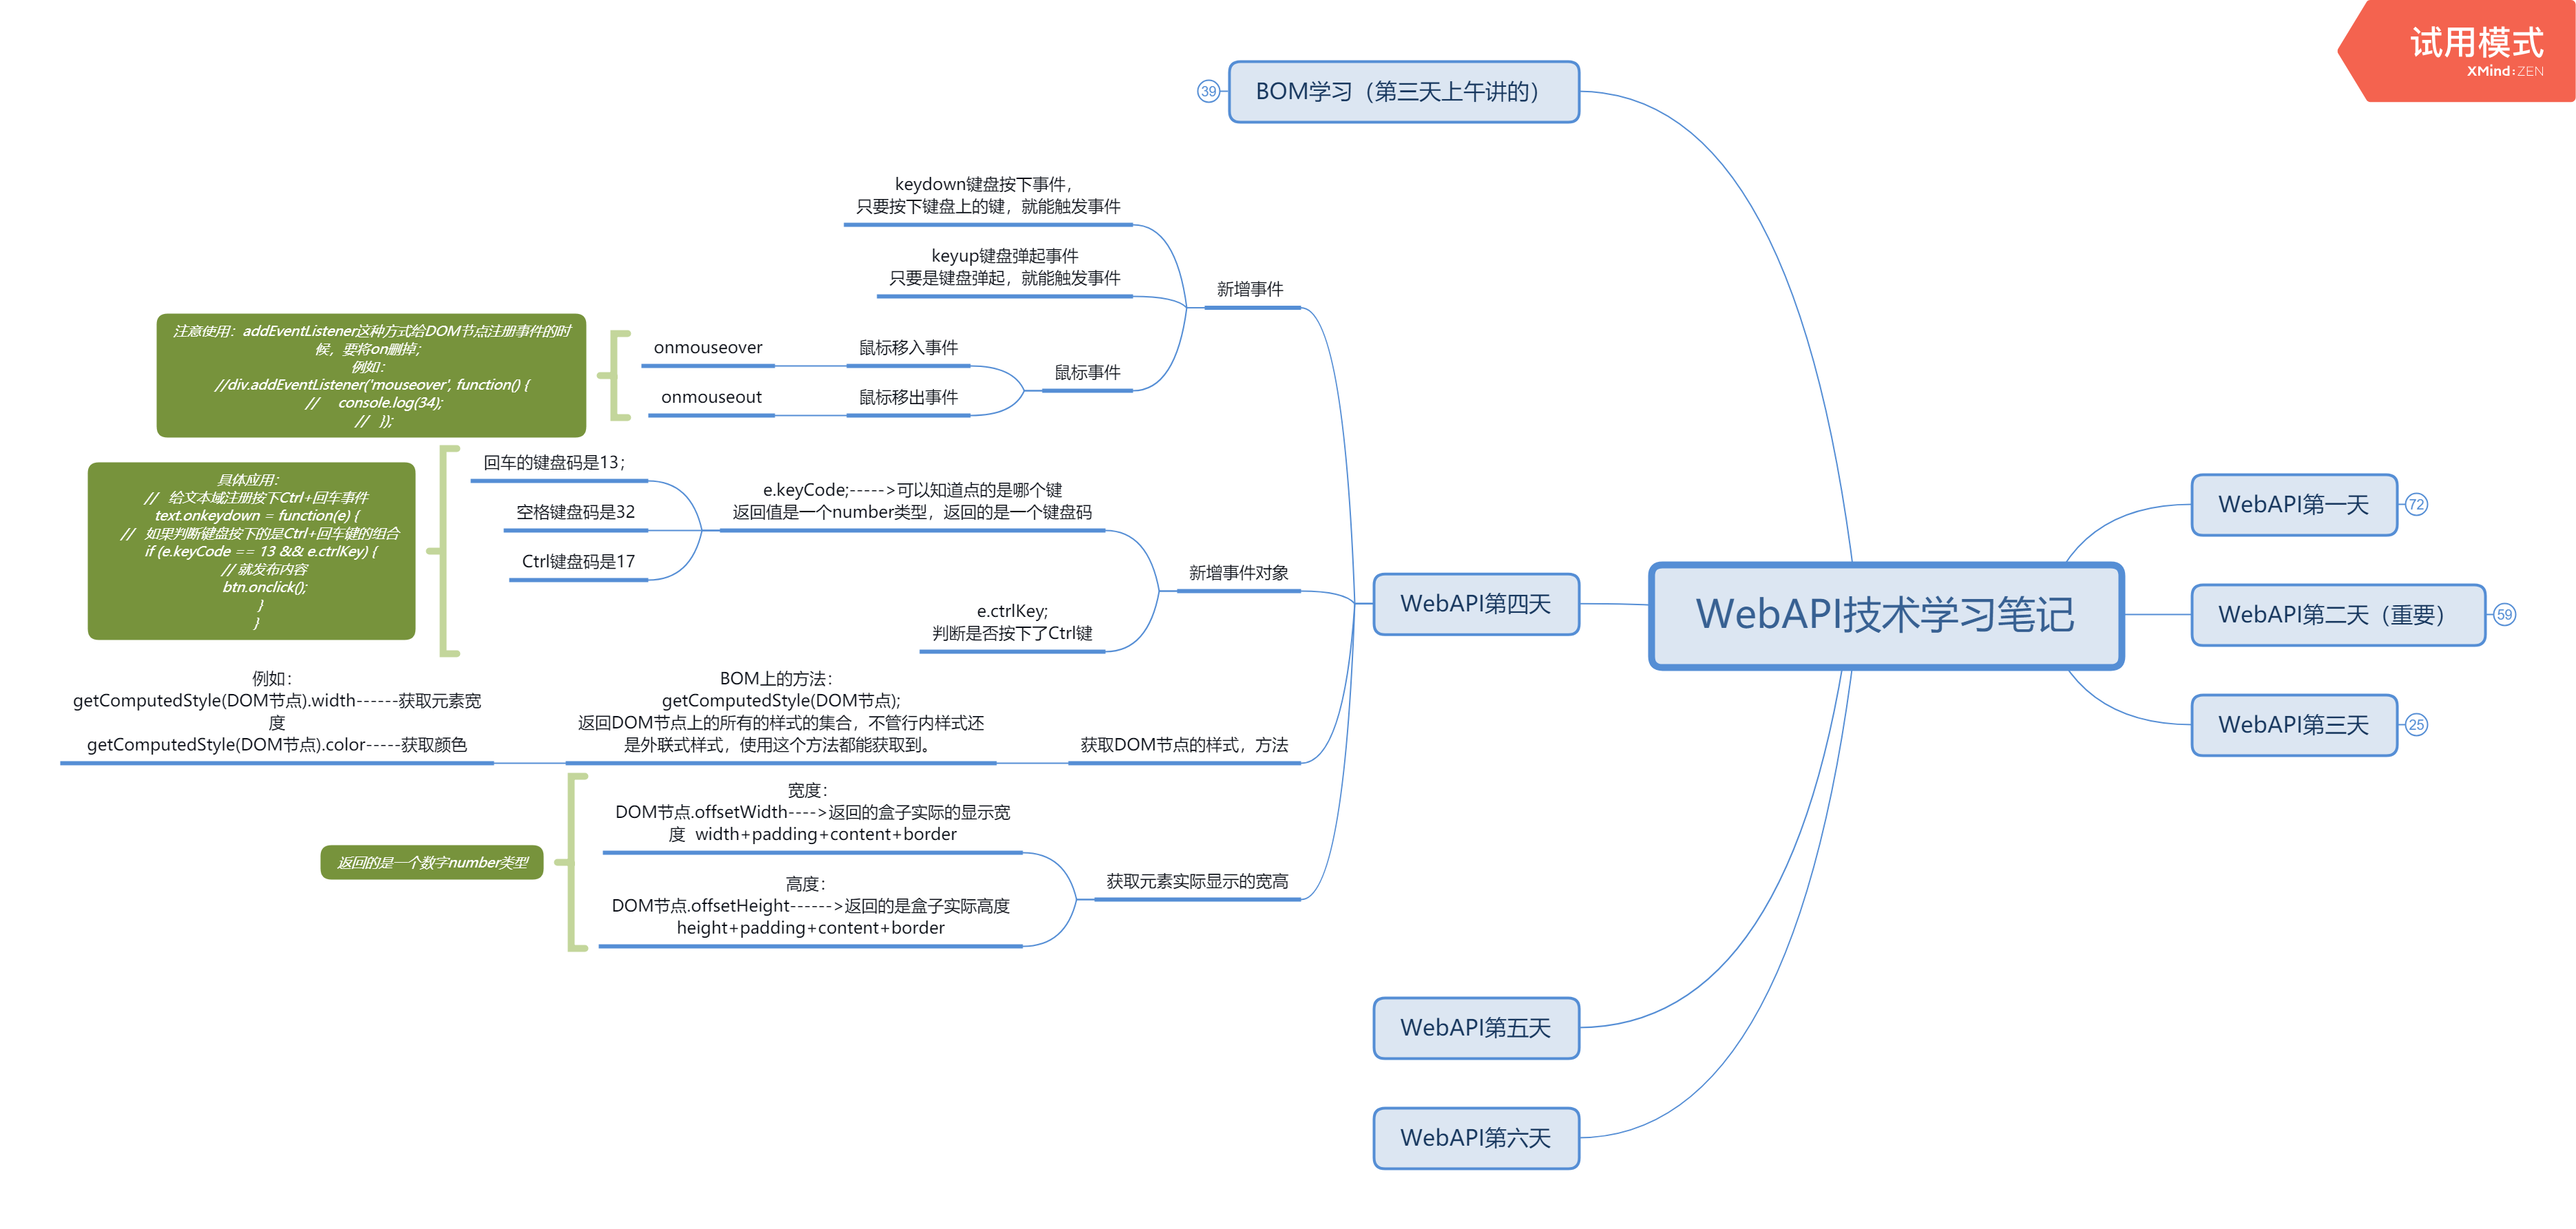 试用模式
XMind:ZEN
BOM学习（第三天上午讲的）
39
keydown键盘按下事件，
只要按下键盘上的键，就能触发事件
keyup键盘弹起事件
只要是键盘弹起，就能触发事件
新增事件
鼠标事件
鼠标移入事件
onmouseover
鼠标移出事件
onmouseout
注意使用：addEventListener这种方式给DOM节点注册事件的时
候，要将on删掉；
例如：
//div.addEventListener('mouseover', function() {
//    console.log(34);
//  });
具体应用：
//  给文本域注册按下Ctrl+回车事件
text.onkeydown = function(e) {
//  如果判断键盘按下的是Ctrl+回车键的组合
if (e.keyCode == 13 && e.ctrlKey) {
// 就发布内容
btn.onclick();
}
}
回车的键盘码是13；
空格键盘码是32
Ctrl键盘码是17
e.keyCode;----->可以知道点的是哪个键
返回值是一个number类型，返回的是一个键盘码
新增事件对象
e.ctrlKey;
判断是否按下了Ctrl键
例如：
getComputedStyle(DOM节点).width------获取元素宽
度
getComputedStyle(DOM节点).color-----获取颜色
BOM上的方法：
getComputedStyle(DOM节点);
返回DOM节点上的所有的样式的集合，不管行内样式还
是外联式样式，使用这个方法都能获取到。
获取DOM节点的样式，方法
宽度：
DOM节点.offsetWidth---->返回的盒子实际的显示宽
度  width+padding+content+border
高度：
DOM节点.offsetHeight------>返回的是盒子实际高度
height+padding+content+border
返回的是一个数字number类型
获取元素实际显示的宽高
WebAPI第四天
WebAPI第五天
WebAPI第六天
WebAPI技术学习笔记
WebAPI第一天
72
WebAPI第二天（重要）
59
WebAPI第三天
25